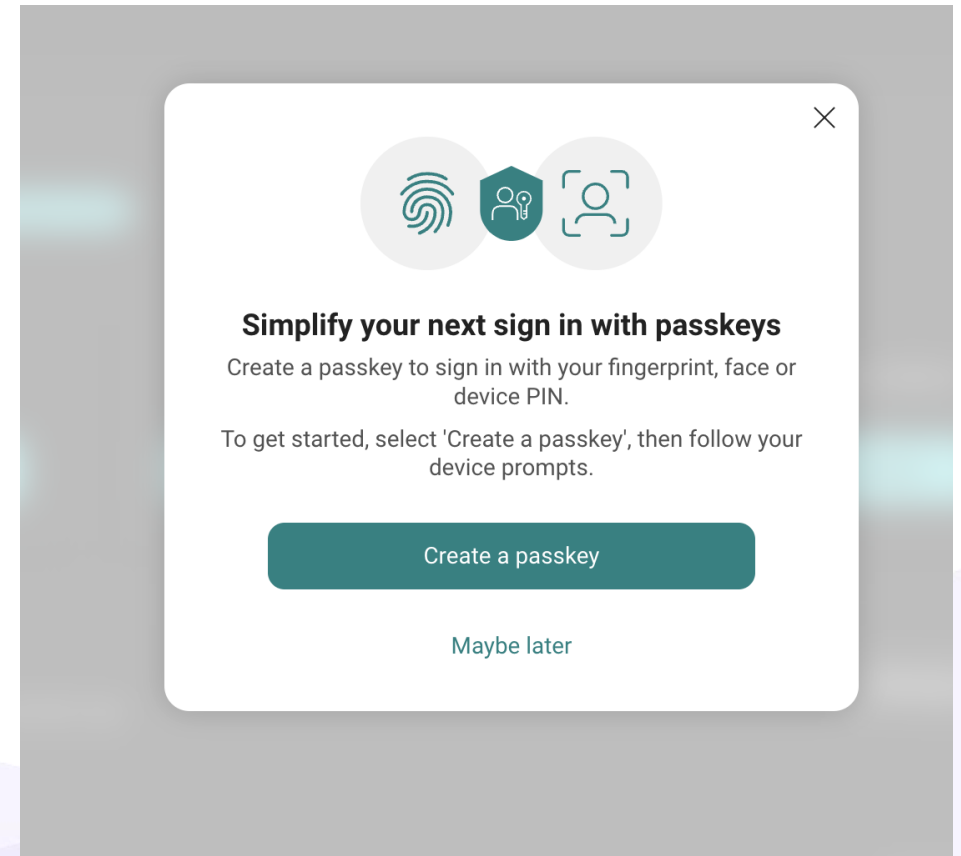 Simplify your next sign in with passkeys
Create a passkey to sign in with your fingerprint, face or
device PIN.
To get started, select 'Create a passkey', then follow your
device prompts.
Create a passkey
Maybe later